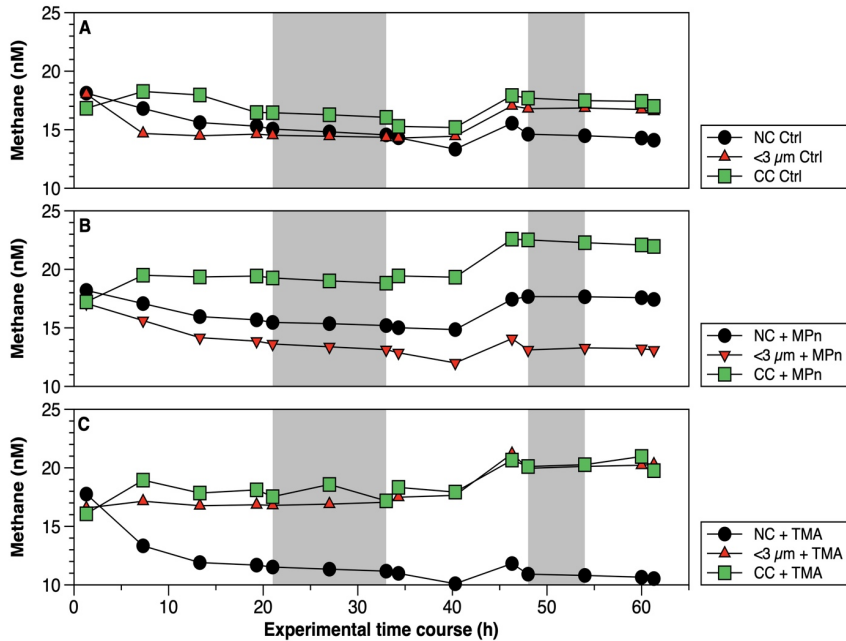 25
A
20
15
10
Methane (nM)
NC Ctrl
<3 µm Ctrl
CC Ctrl
25
B
20
15
10
Methane (nM)
NC + MPn
<3 µm + MPn
CC + MPn
25
C
20
15
10
Methane (nM)
NC + TMA
<3 µm + TMA
CC + TMA
0 10 20 30 40 50 60
Experimental time course (h)